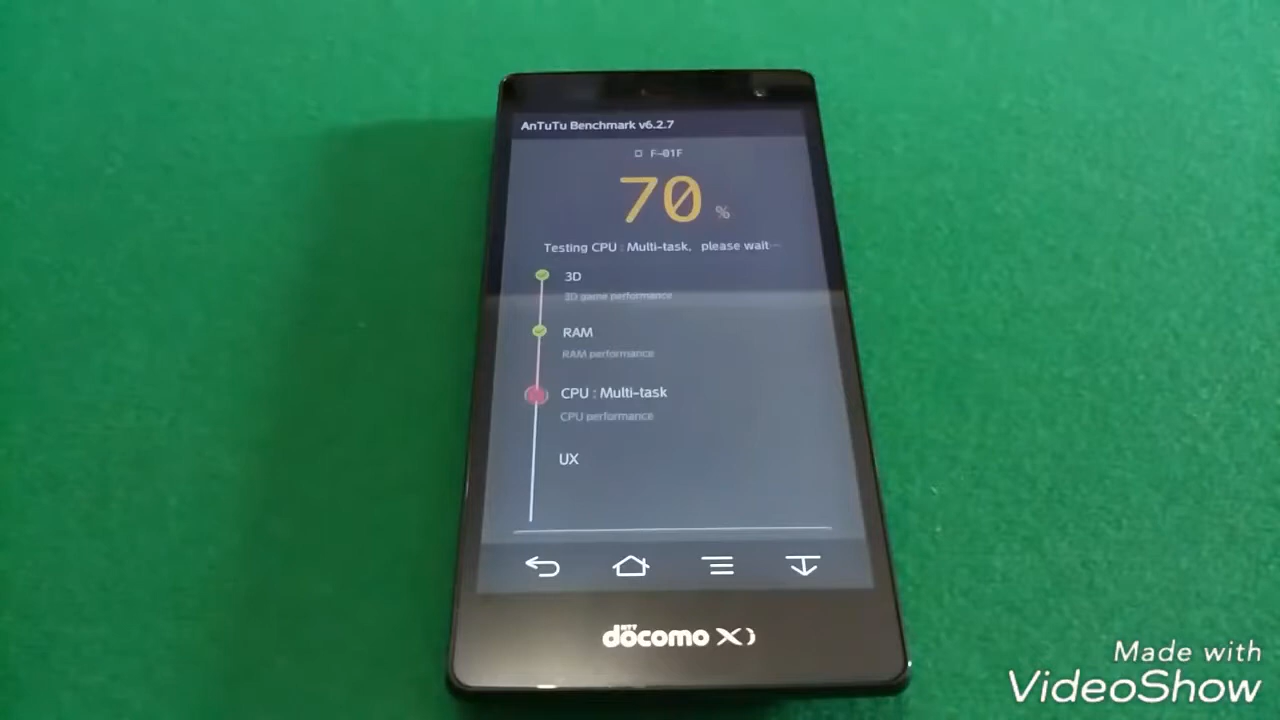 AnTuTu Benchmark v6.2.7
F-01F
70 %
Testing CPU : Multi-task, please wait...
3D
3D game performance
RAM
RAM performance
CPU : Multi-task
CPU performance
UX
NTT
docomo Xi
Made with
VideoShow